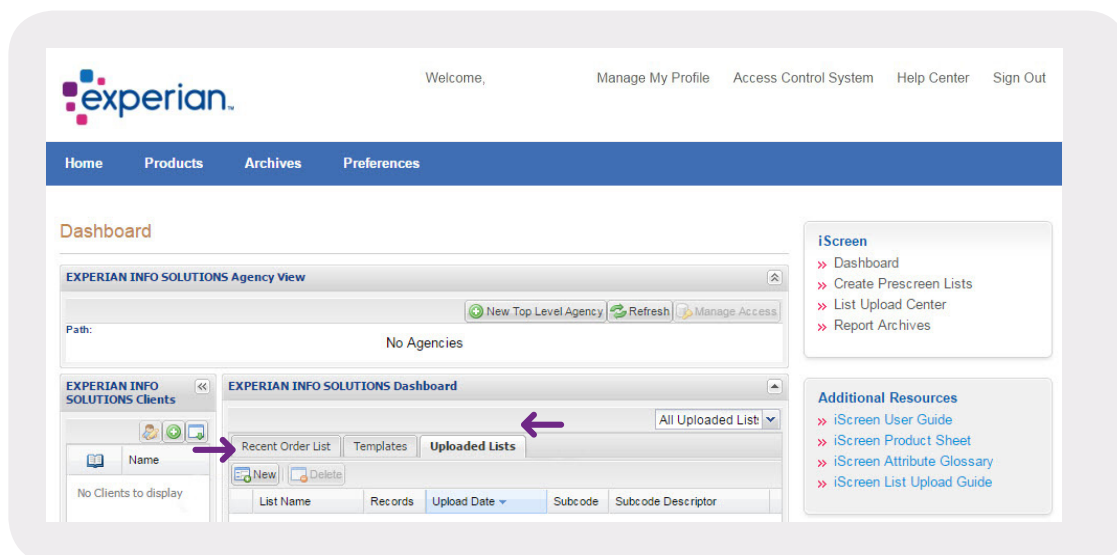 Welcome, Manage My Profile Access Control System Help Center Sign Out
experian™
Home Products Archives Preferences
Dashboard
EXPERIAN INFO SOLUTIONS Agency View
New Top Level Agency Refresh Manage Access
Path:
No Agencies
EXPERIAN INFO
SOLUTIONS Clients
Name
No Clients to display
EXPERIAN INFO SOLUTIONS Dashboard
All Uploaded List
Recent Order List Templates Uploaded Lists
New Delete
List Name Records Upload Date Subcode Subcode Descriptor
iScreen
» Dashboard
» Create Prescreen Lists
» List Upload Center
» Report Archives
Additional Resources
» iScreen User Guide
» iScreen Product Sheet
» iScreen Attribute Glossary
» iScreen List Upload Guide